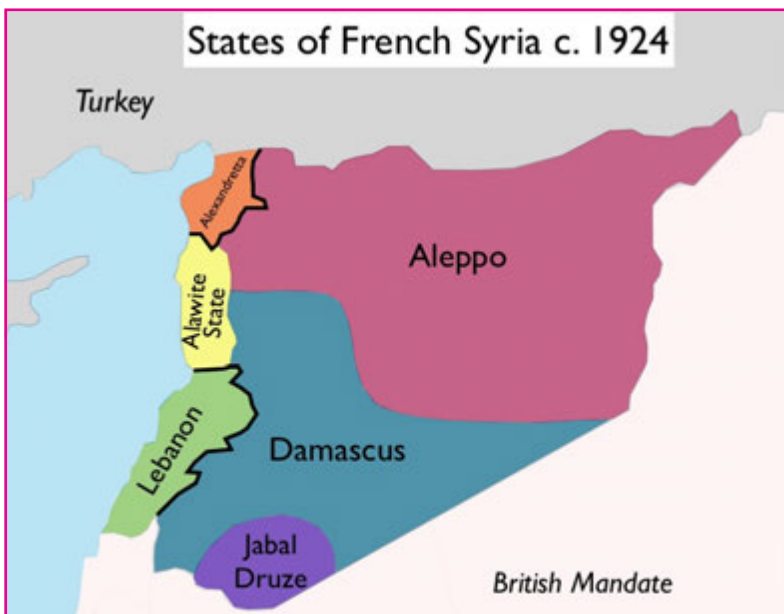 States of French Syria c. 1924
Turkey
Alexandretta
Aleppo
Alawite
State
Lebanon
Damascus
Jabal
Druze
British Mandate